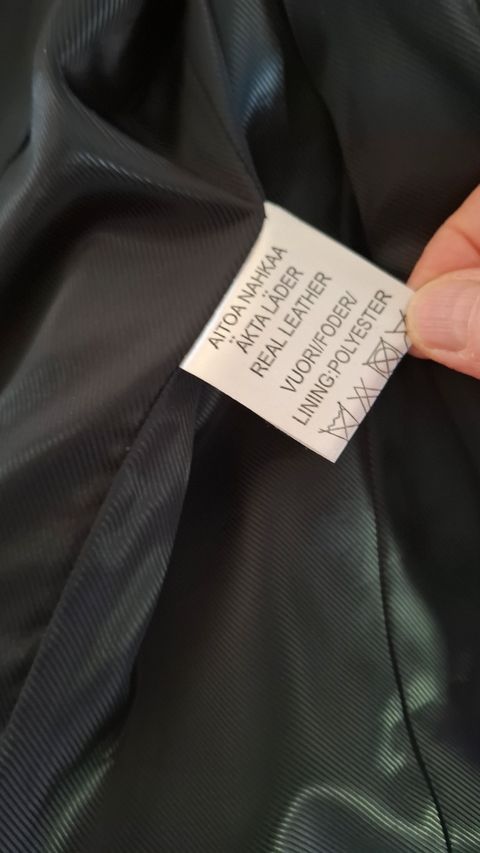 AITOA NAHKAA
ÄKTA LÄDER
REAL LEATHER
VUORI/FODER/
LINING:POLYESTER